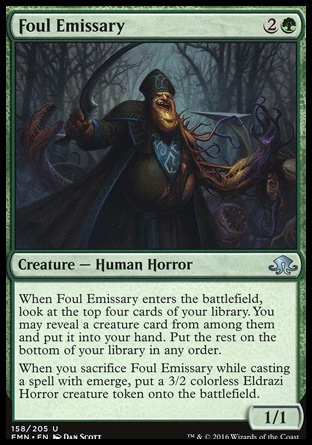 Foul Emissary 2
Creature — Human Horror
When Foul Emissary enters the battlefield,
look at the top four cards of your library. You
may reveal a creature card from among them
and put it into your hand. Put the rest on
the bottom of your library in any order.
When you sacrifice Foul Emissary while casting
a spell with emerge, put a 3/2 colorless Eldrazi
Horror creature token onto the battlefield.
1/1
158/205 U
EMN • EN Dan Scott
™ & © 2016 Wizards of the Coast